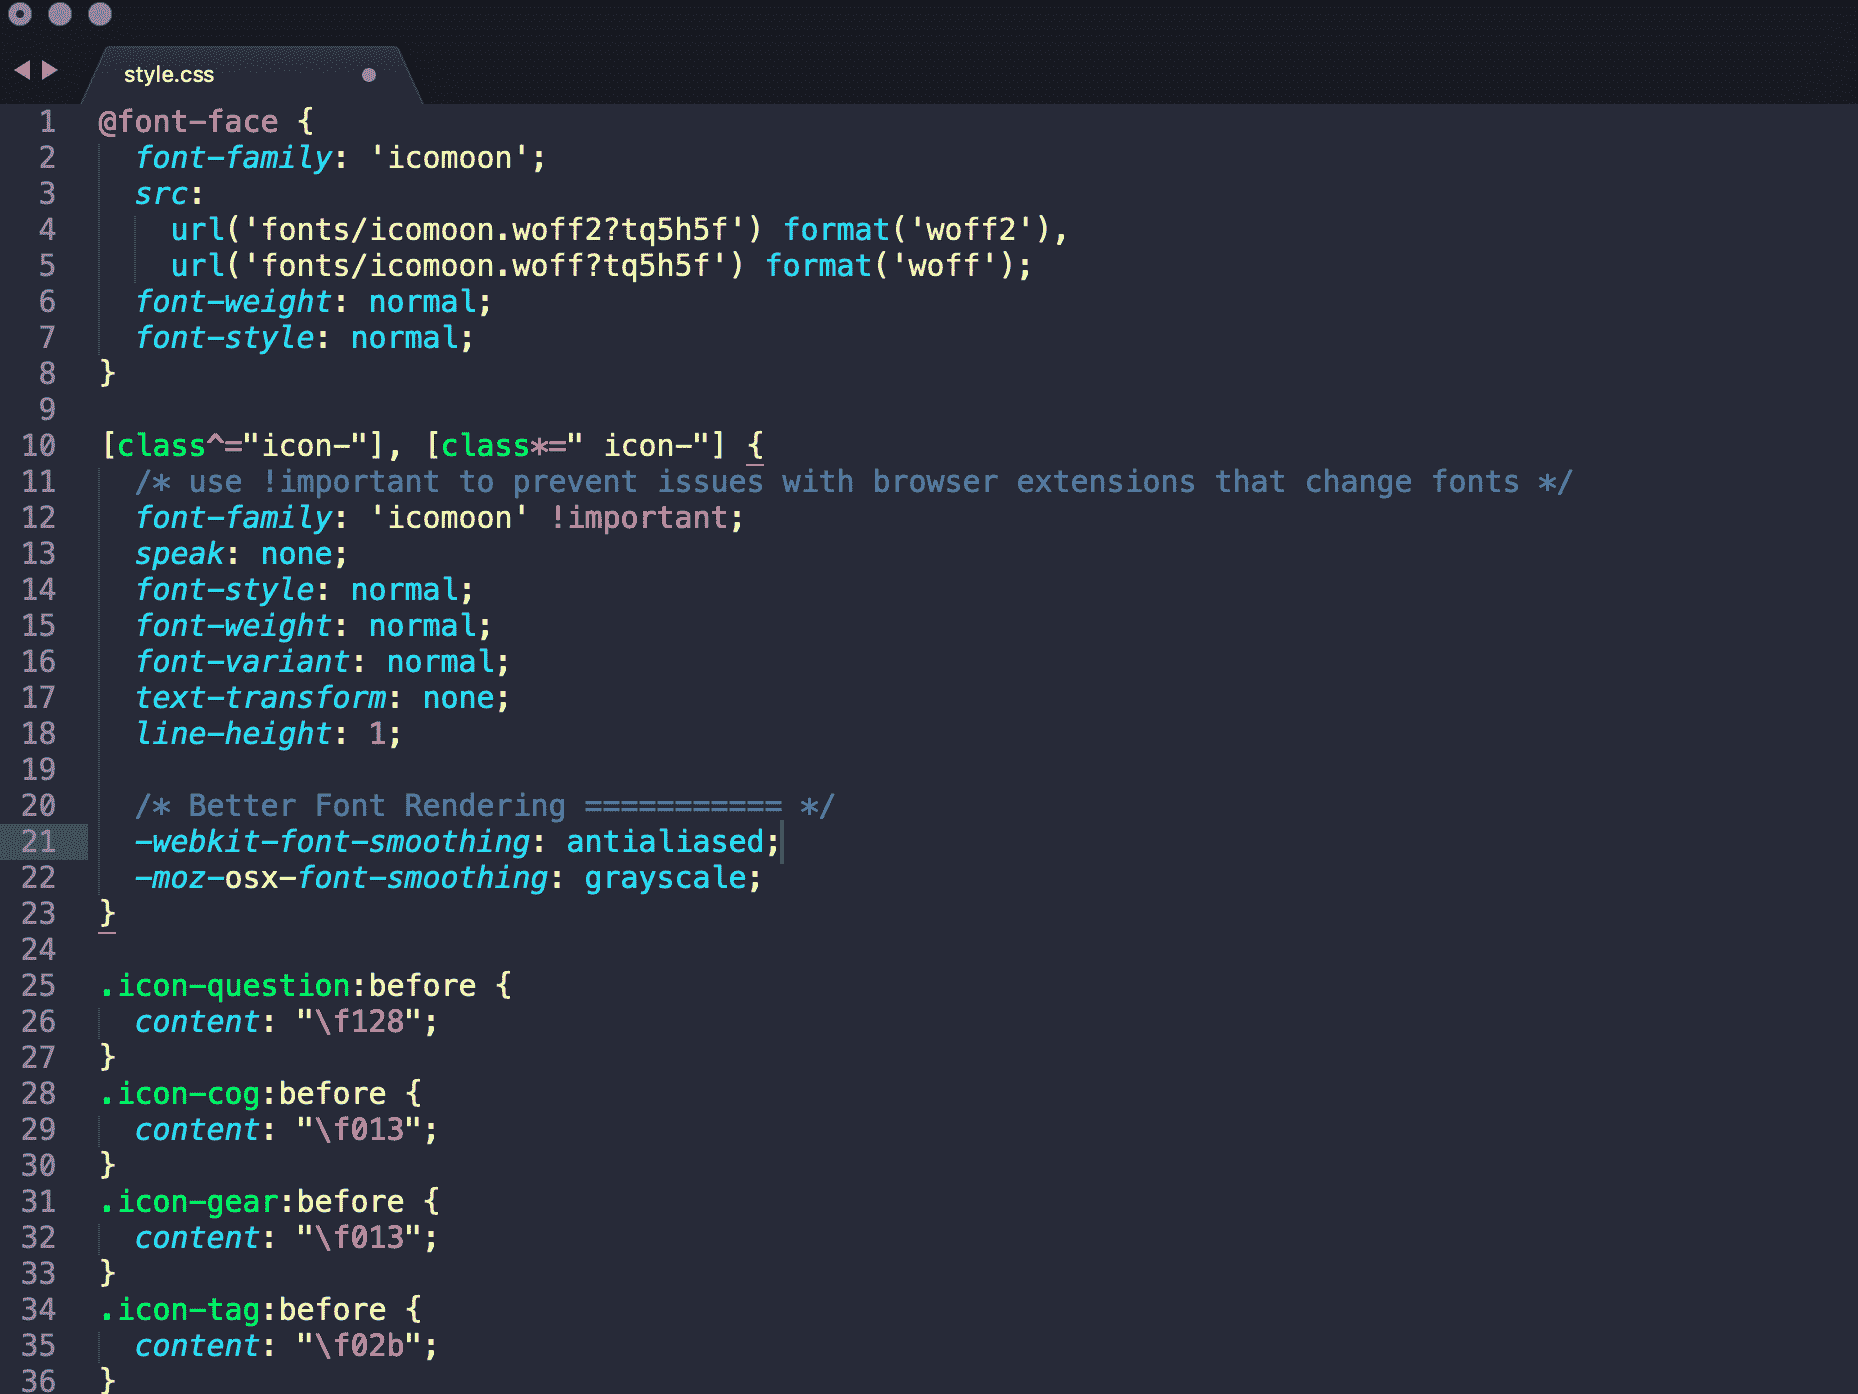 style.css
1 @font-face {
2   font-family: 'icomoon';
3   src:
4     url('fonts/icomoon.woff2?tq5h5f') format('woff2'),
5     url('fonts/icomoon.woff?tq5h5f') format('woff');
6   font-weight: normal;
7   font-style: normal;
8 }
9
10 [class^="icon-"], [class*=" icon-"] {
11   /* use !important to prevent issues with browser extensions that change fonts */
12   font-family: 'icomoon' !important;
13   speak: none;
14   font-style: normal;
15   font-weight: normal;
16   font-variant: normal;
17   text-transform: none;
18   line-height: 1;
19
20   /* Better Font Rendering =========== */
21   -webkit-font-smoothing: antialiased;
22   -moz-osx-font-smoothing: grayscale;
23 }
24
25 .icon-question:before {
26   content: "\f128";
27 }
28 .icon-cog:before {
29   content: "\f013";
30 }
31 .icon-gear:before {
32   content: "\f013";
33 }
34 .icon-tag:before {
35   content: "\f02b";
36 }